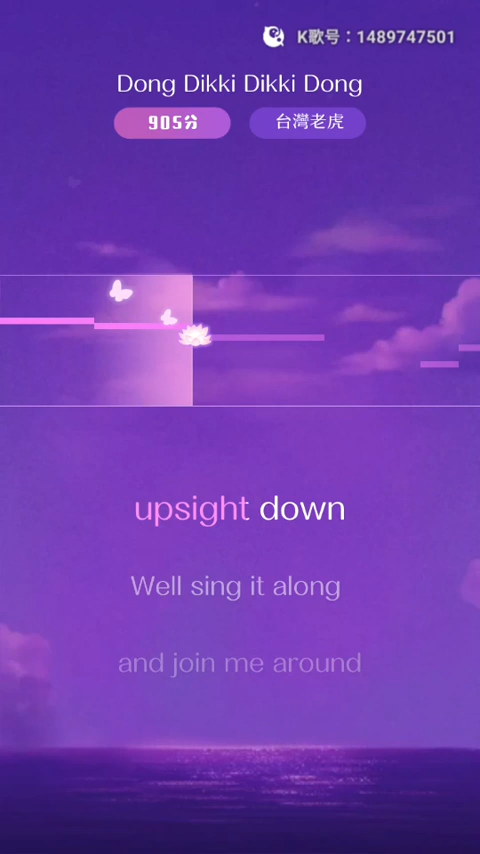 K歌号：1489747501
Dong Dikki Dikki Dong
905分 台灣老虎
upsight down
Well sing it along
and join me around